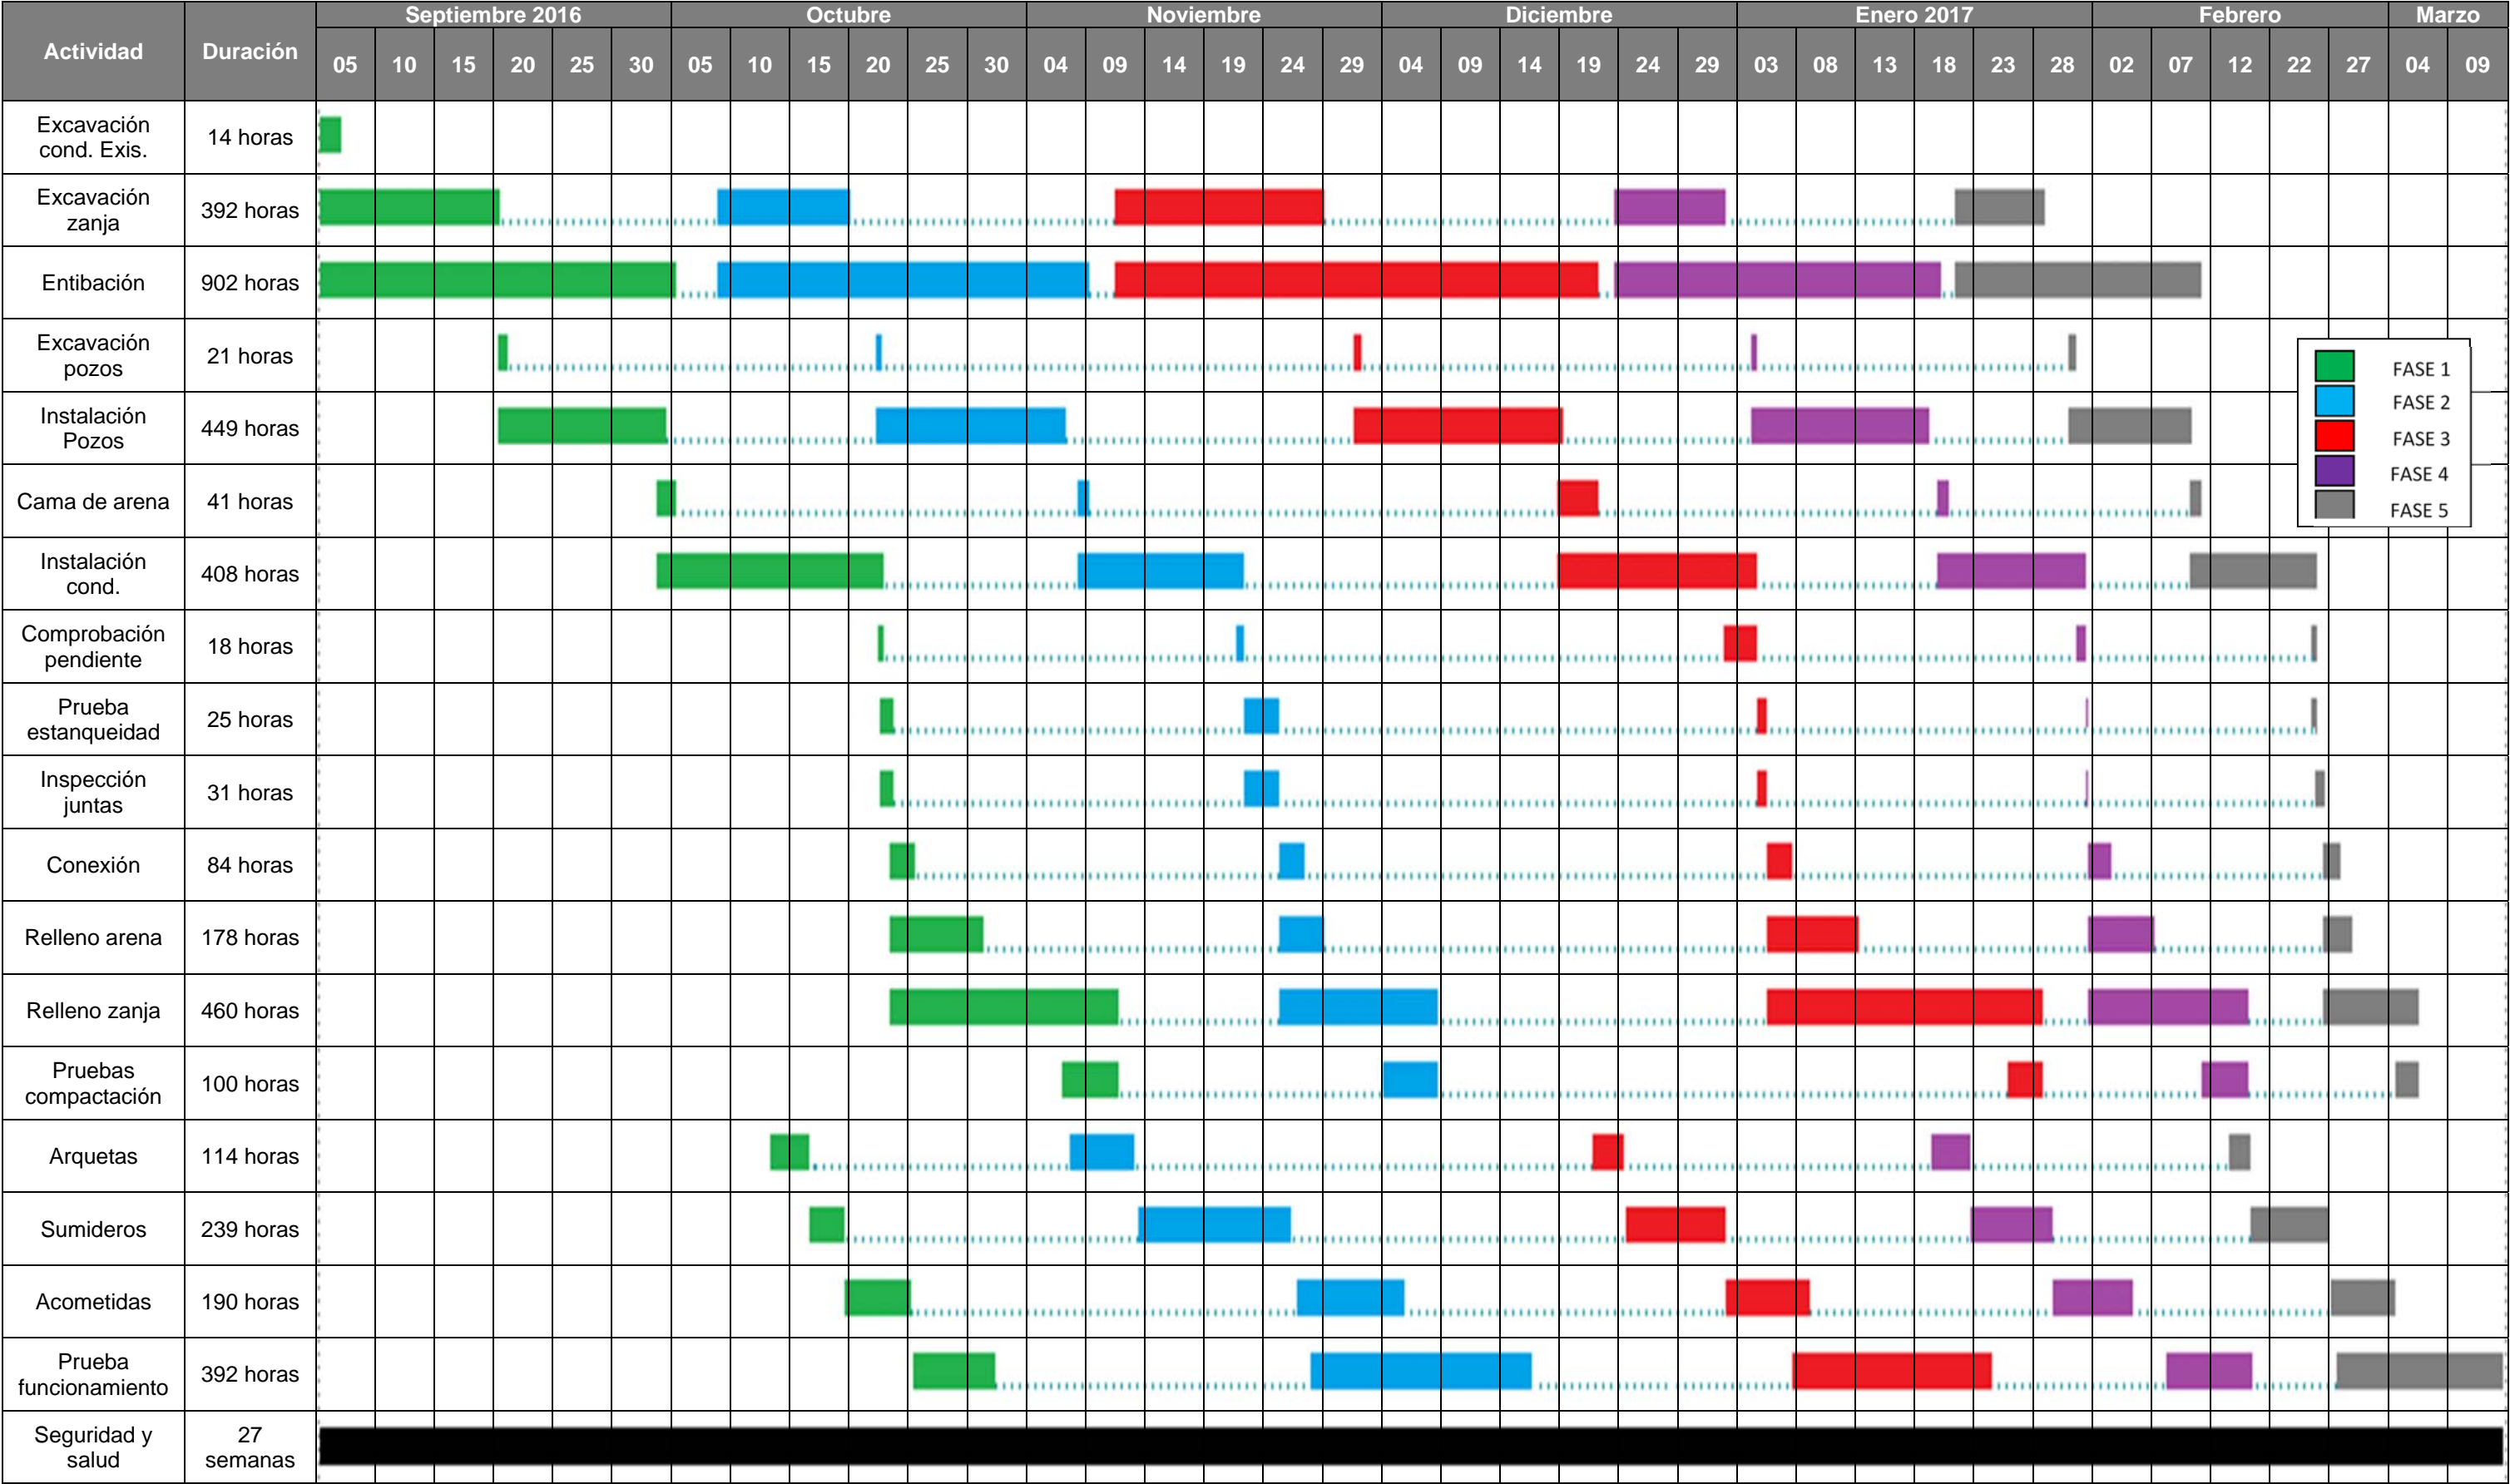 Septiembre 2016 Octubre Noviembre Diciembre Enero 2017 Febrero Marzo
Actividad Duración
05 10 15 20 25 30 05 10 15 20 25 30 04 09 14 19 24 29 04 09 14 19 24 29 03 08 13 18 23 28 02 07 12 22 27 04 09
Excavación
cond. Exis.
14 horas
Excavación
zanja
392 horas
Entibación
902 horas
Excavación
pozos
21 horas
Instalación
Pozos
449 horas
Cama de arena
41 horas
Instalación
cond.
408 horas
Comprobación
pendiente
18 horas
Prueba
estanqueidad
25 horas
Inspección
juntas
31 horas
Conexión
84 horas
Relleno arena
178 horas
Relleno zanja
460 horas
Pruebas
compactación
100 horas
Arquetas
114 horas
Sumideros
239 horas
Acometidas
190 horas
Prueba
funcionamiento
392 horas
Seguridad y
salud
27
semanas
FASE 1
FASE 2
FASE 3
FASE 4
FASE 5